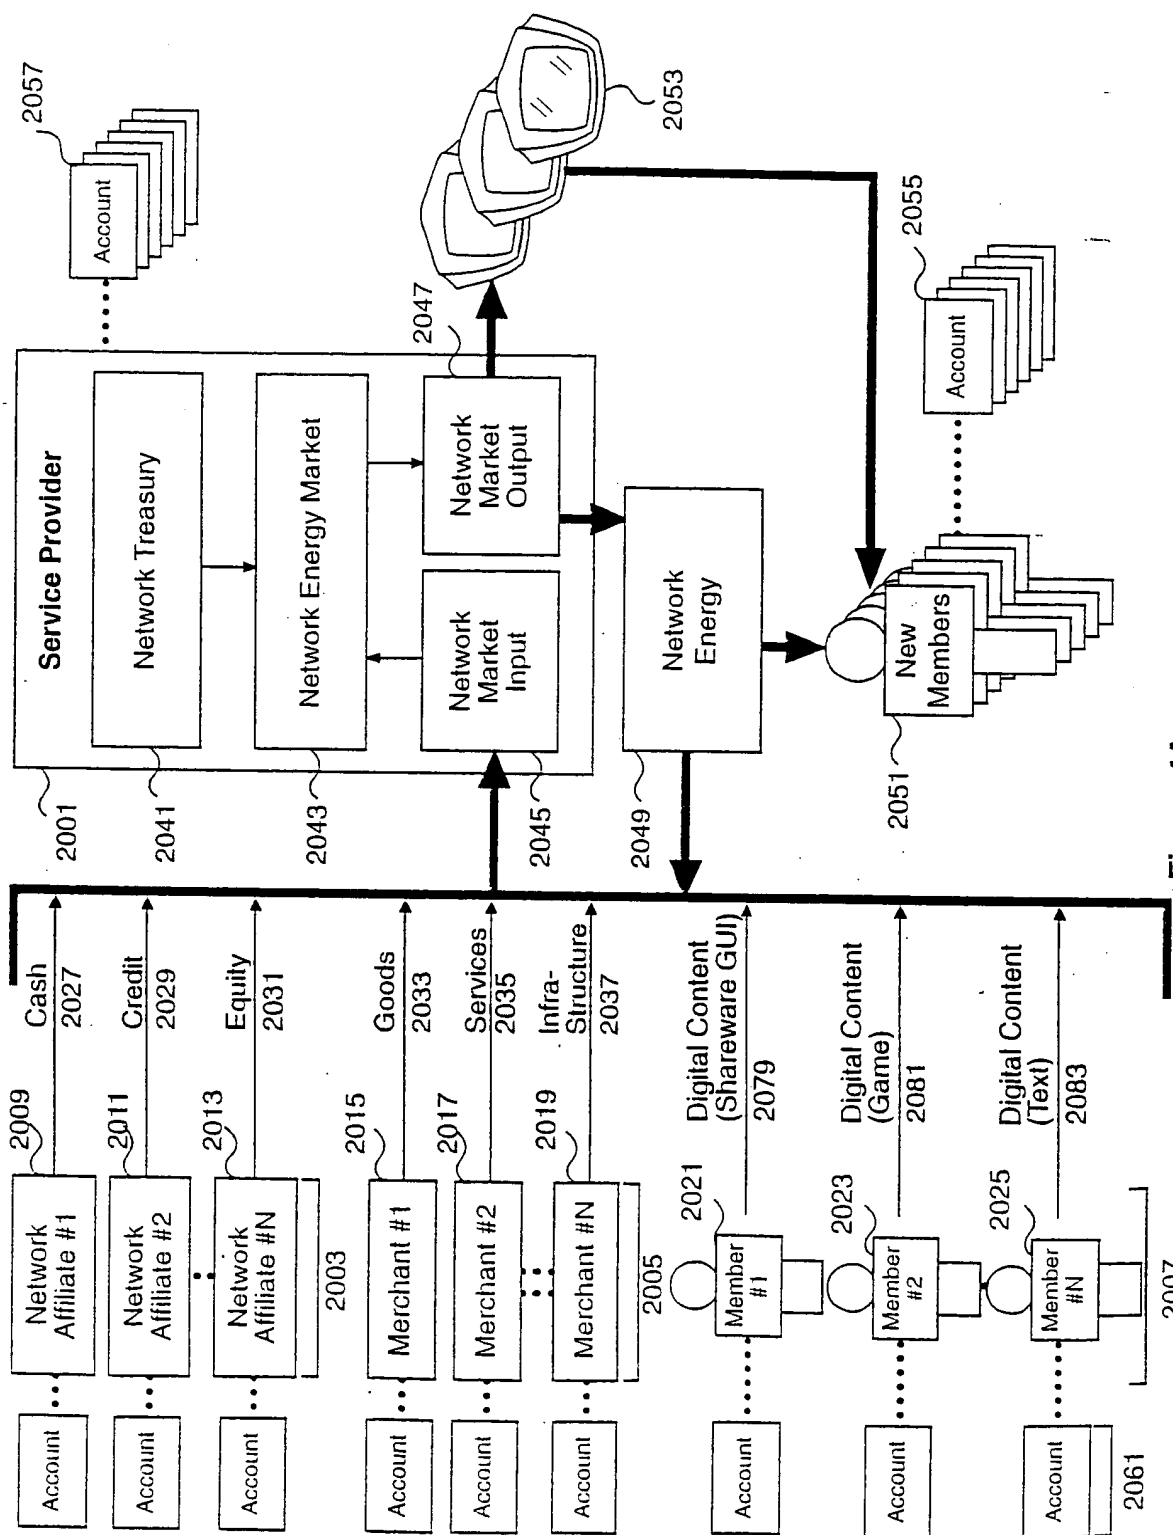 Account
Account
Account
Account
Account
Account
Account
Account
Account
2061
Network
Affiliate #1
2009
Network
Affiliate #2
2011
Network
Affiliate #N
2013
2003
Merchant #1
2015
Merchant #2
2017
Merchant #N
2019
2005
Member
#1
2021
Member
#2
2023
Member
#N
2025
2007
Cash
2027
Credit
2029
Equity
2031
Goods
2033
Services
2035
Infra-
Structure
2037
Digital Content
(Shareware GUI)
2079
Digital Content
(Game)
2081
Digital Content
(Text)
2083
2001
Service Provider
2041
Network Treasury
2043
Network Energy Market
2045
Network
Market
Input
2047
Network
Market
Output
2049
Network
Energy
2051
New
Members
Account
2057
2053
Account
2055